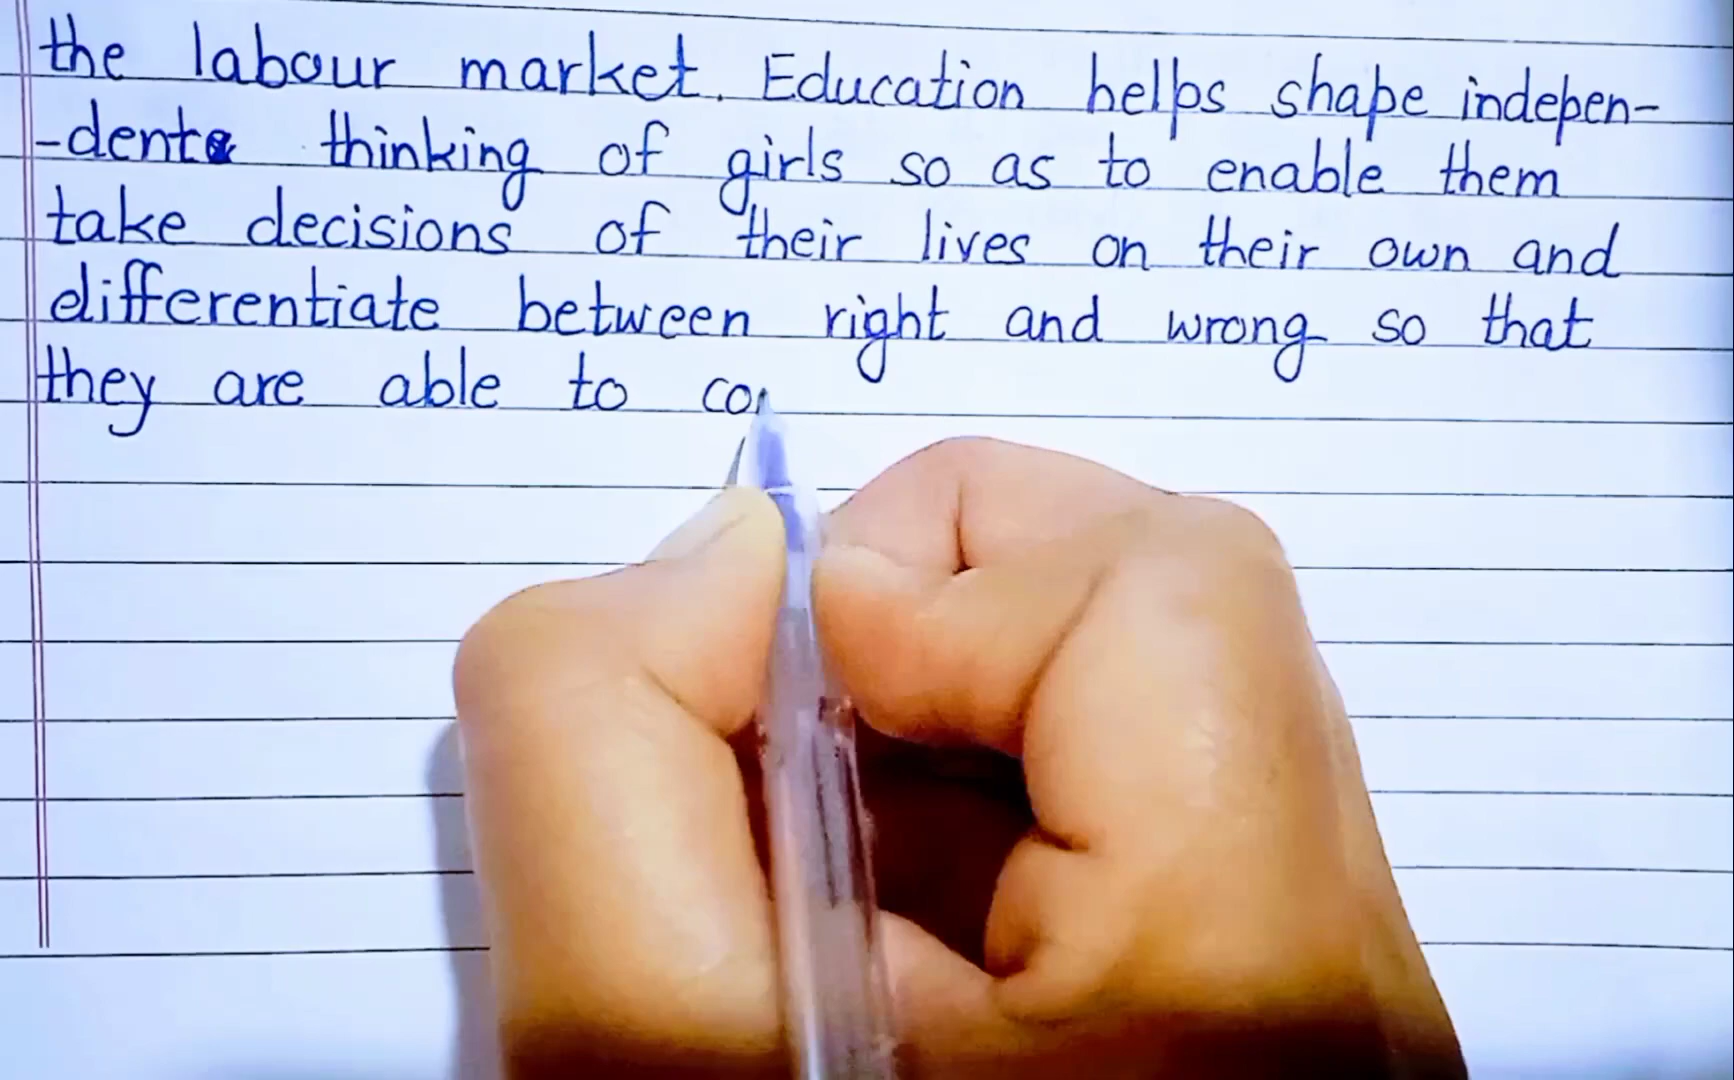 the labour market. Education helps shape indepen-
-dent thinking of girls so as to enable them
take decisions of their lives on their own and
differentiate between right and wrong so that
they are able to co